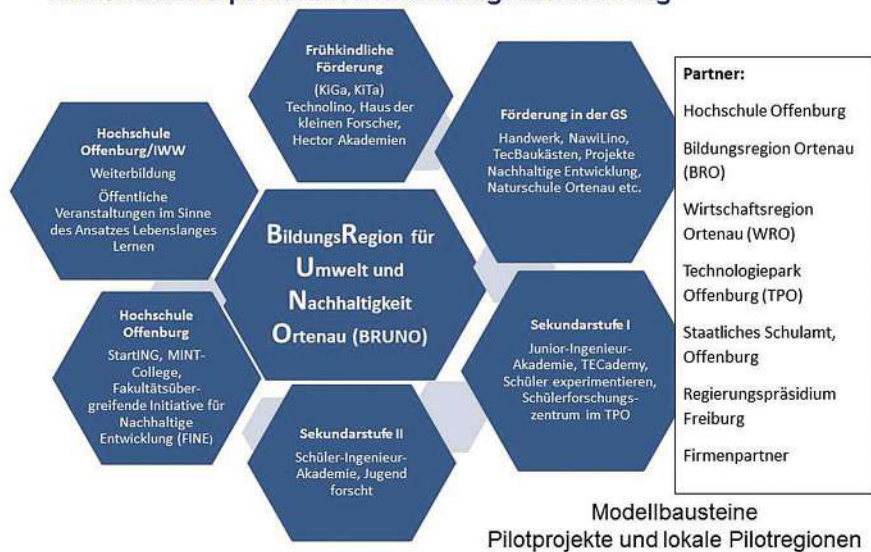 Frühkindliche
Förderung
(KiGa, KiTa)
Technolino, Haus der
kleinen Forscher,
Hector Akademien
Förderung in der GS
Handwerk, NawiLino,
TecBaukästen, Projekte
Nachhaltige Entwicklung,
Naturschule Ortenau etc.
Hochschule
Offenburg/IWW
Weiterbildung
Öffentliche
Veranstaltungen im Sinne
des Ansatzes Lebenslanges
Lernen
BildungsRegion für
Umwelt und
Nachhaltigkeit
Ortenau (BRUNO)
Hochschule
Offenburg
StartING, MINT-
College,
Fakultätsüber-
greifende Initiative für
Nachhaltige
Entwicklung (FINE)
Sekundarstufe I
Junior-Ingenieur-
Akademie, TECademy,
Schüler experimentieren,
Schülerforschungs-
zentrum im TPO
Sekundarstufe II
Schüler-Ingenieur-
Akademie, Jugend
forscht
Partner:
Hochschule Offenburg
Bildungsregion Ortenau
(BRO)
Wirtschaftsregion
Ortenau (WRO)
Technologiepark
Offenburg (TPO)
Staatliches Schulamt,
Offenburg
Regierungspräsidium
Freiburg
Firmenpartner
Modellbausteine
Pilotprojekte und lokale Pilotregionen